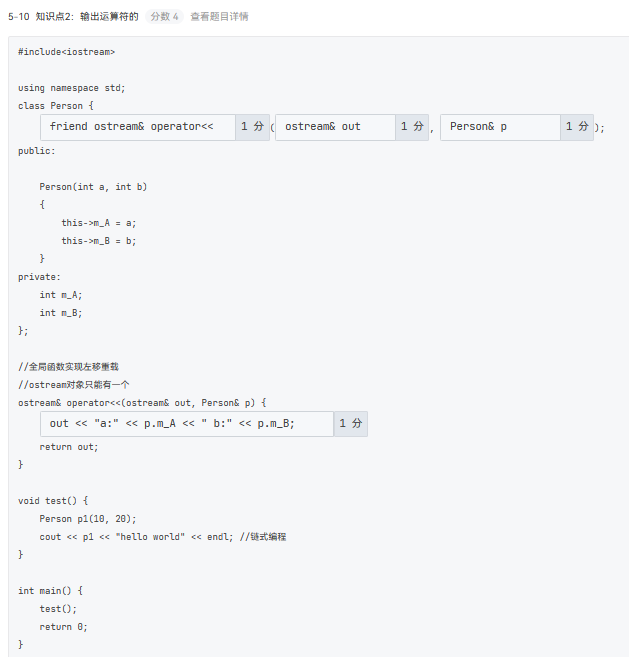 5-10 知识点2：输出运算符的 分数 4 查看题目详情
#include<iostream>
using namespace std;
class Person {
friend ostream& operator<< 1 分 ( ostream& out 1 分 , Person& p 1 分 );
public:
Person(int a, int b)
{
this->m_A = a;
this->m_B = b;
}
private:
int m_A;
int m_B;
};
//全局函数实现左移重载
//ostream对象只能有一个
ostream& operator<<(ostream& out, Person& p) {
out << "a:" << p.m_A << " b:" << p.m_B; 1 分
return out;
}
void test() {
Person p1(10, 20);
cout << p1 << "hello world" << endl; //链式编程
}
int main() {
test();
return 0;
}